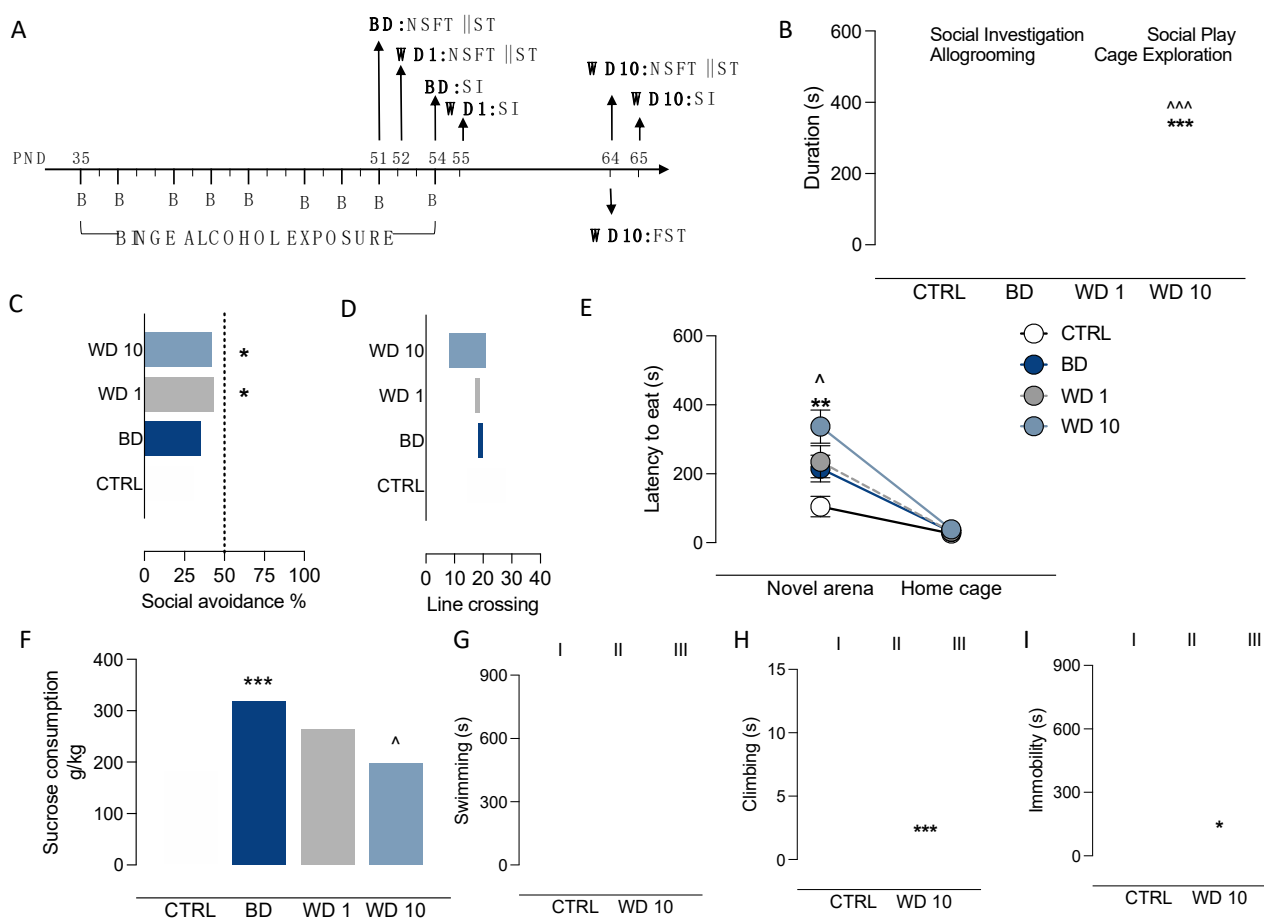 A
BD:NSFT ||ST
WD1:NSFT ||ST
BD:SI
WD1:SI
WD10:NSFT ||ST
WD10:SI
PND 35 51 52 54 55 64 65
B B B B B B B B B
BINGE ALCOHOL EXPOSURE
WD10:FST
B
Social Investigation Social Play
Allogrooming Cage Exploration
Duration (s)
600
400
200
0
^^^
***
CTRL BD WD 1 WD 10
C
WD 10 *
WD 1 *
BD
CTRL
0 25 50 75 100
Social avoidance %
D
WD 10
WD 1
BD
CTRL
0 10 20 30 40
Line crossing
E
Latency to eat (s)
600
400
200
0
^
**
Novel arena Home cage
CTRL
BD
WD 1
WD 10
F
Sucrose consumption
g/kg
400
300
200
100
0
***
^
CTRL BD WD 1 WD 10
G
I II III
Swimming (s)
900
600
300
0
CTRL WD 10
H
I II III
Climbing (s)
15
10
5
0
***
CTRL WD 10
I
I II III
Immobility (s)
900
600
300
0
*
CTRL WD 10